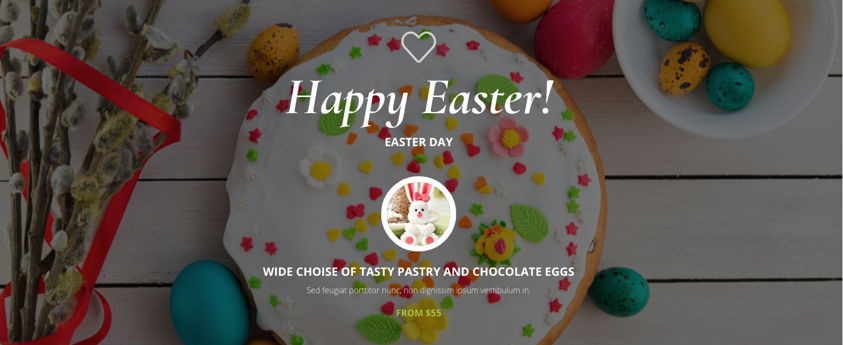 Happy Easter!
EASTER DAY
WIDE CHOISE OF TASTY PASTRY AND CHOCOLATE EGGS
Sed feugiat porttitor nunc, non dignissim ipsum vestibulum in.
FROM $55